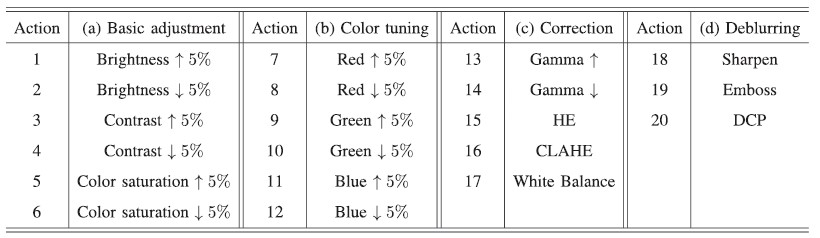 Action (a) Basic adjustment Action (b) Color tuning Action (c) Correction Action (d) Deblurring
1 Brightness ↑ 5% 7 Red ↑ 5% 13 Gamma ↑ 18 Sharpen
2 Brightness ↓ 5% 8 Red ↓ 5% 14 Gamma ↓ 19 Emboss
3 Contrast ↑ 5% 9 Green ↑ 5% 15 HE 20 DCP
4 Contrast ↓ 5% 10 Green ↓ 5% 16 CLAHE
5 Color saturation ↑ 5% 11 Blue ↑ 5% 17 White Balance
6 Color saturation ↓ 5% 12 Blue ↓ 5%